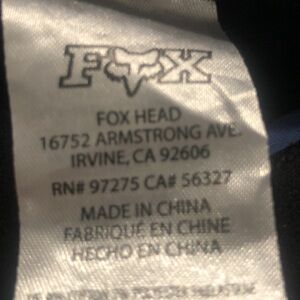 FOX
FOX HEAD
16752 ARMSTRONG AVE.
IRVINE, CA 92606
RN# 97275 CA# 56327
MADE IN CHINA
FABRIQUÉ EN CHINE
HECHO EN CHINA